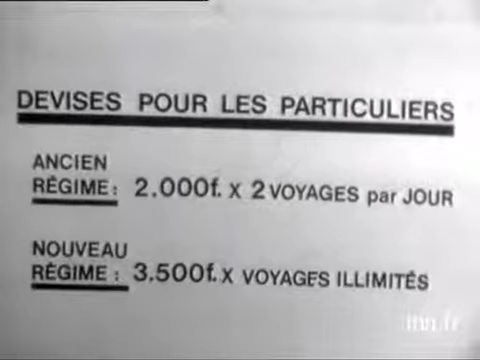 DEVISES POUR LES PARTICULIERS
ANCIEN
RÉGIME: 2.000f. x 2 VOYAGES par JOUR
NOUVEAU
RÉGIME: 3.500f. x VOYAGES ILLIMITÉS
ina.fr